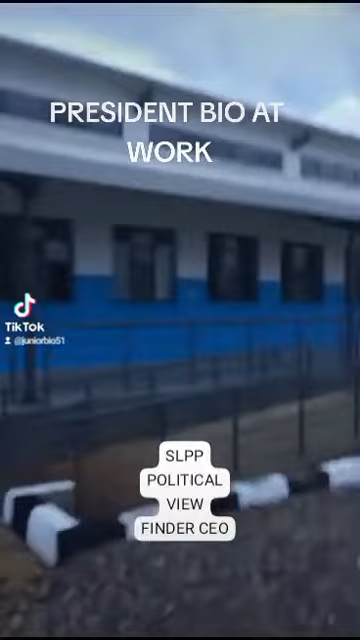 PRESIDENT BIO AT
WORK
TikTok
@juniorbio51
SLPP
POLITICAL
VIEW
FINDER CEO